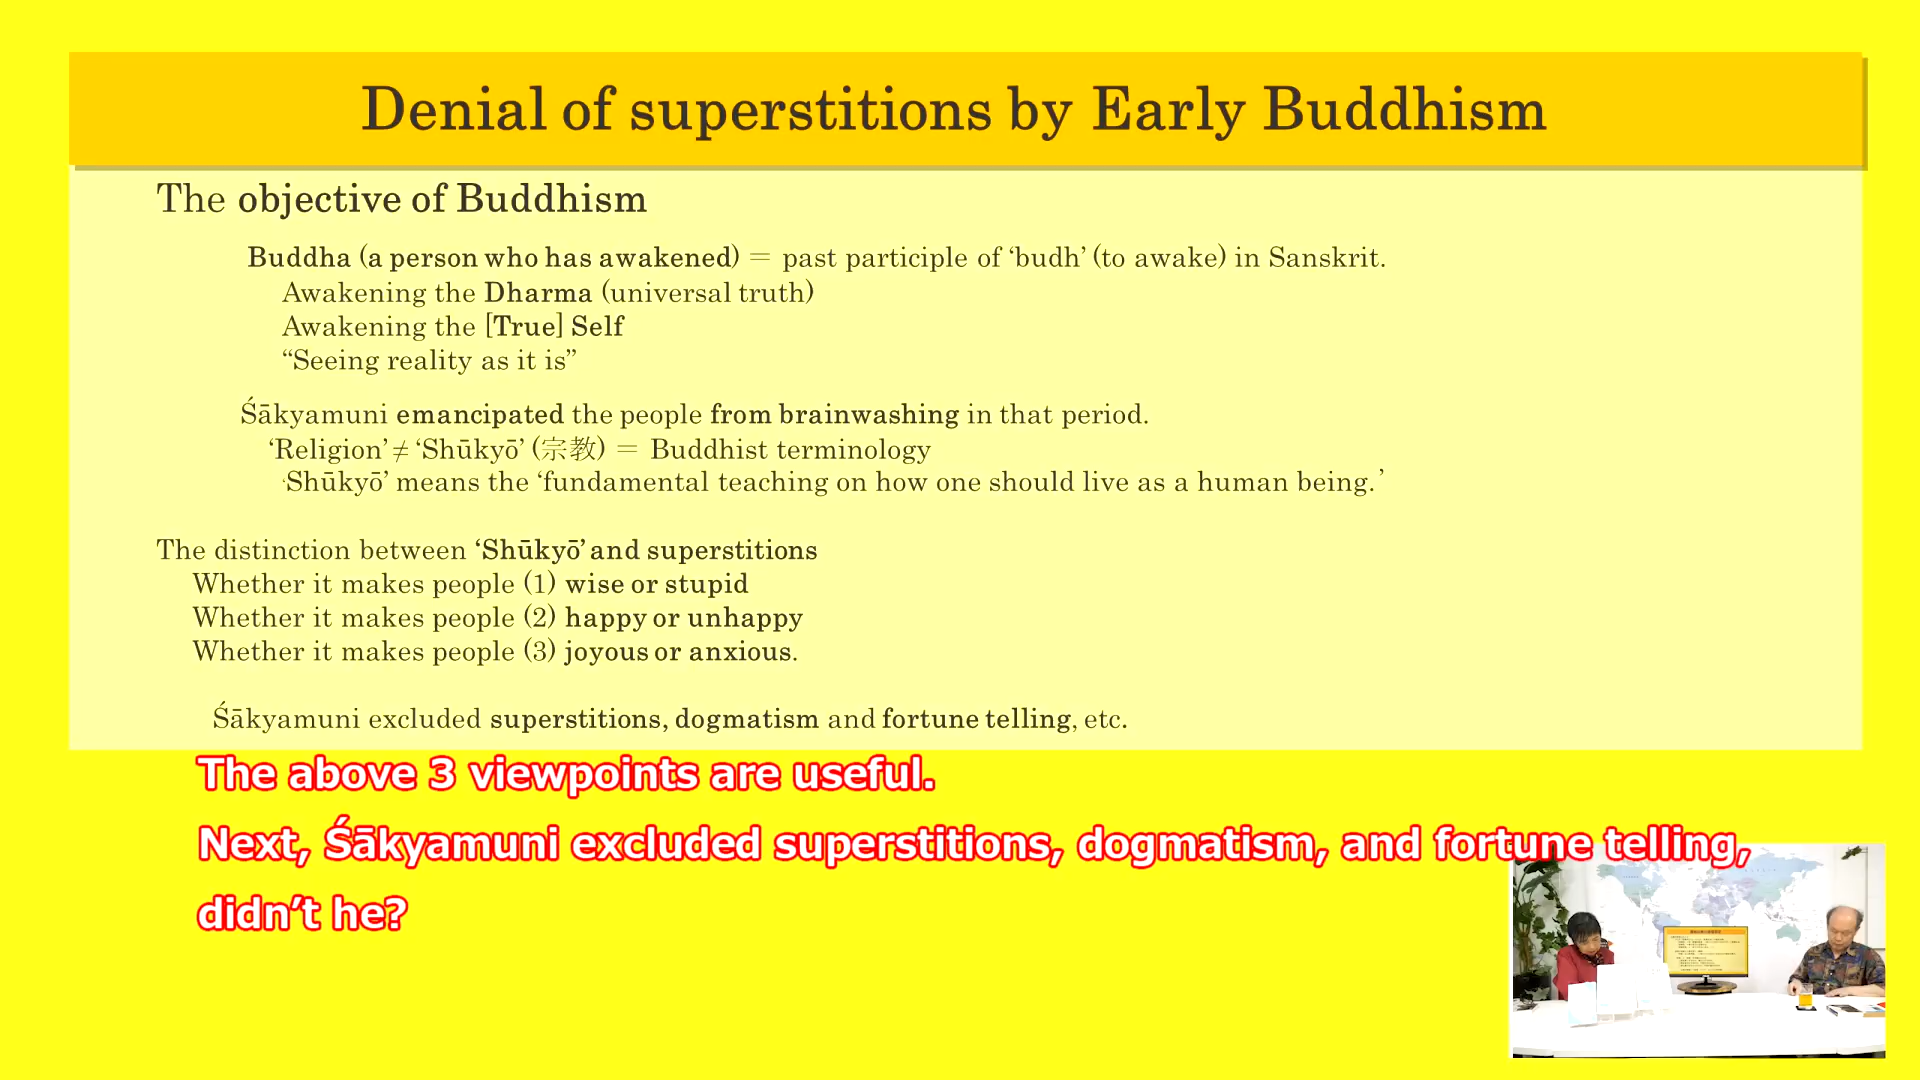 Denial of superstitions by Early Buddhism
The objective of Buddhism
Buddha (a person who has awakened) = past participle of ‘budh’ (to awake) in Sanskrit.
Awakening the Dharma (universal truth)
Awakening the [True] Self
“Seeing reality as it is”
Śākyamuni emancipated the people from brainwashing in that period.
‘Religion’ ≠ ‘Shūkyō’ (宗教) = Buddhist terminology
‘Shūkyō’ means the ‘fundamental teaching on how one should live as a human being.’
The distinction between ‘Shūkyō’ and superstitions
Whether it makes people (1) wise or stupid
Whether it makes people (2) happy or unhappy
Whether it makes people (3) joyous or anxious.
Śākyamuni excluded superstitions, dogmatism and fortune telling, etc.
The above 3 viewpoints are useful.
Next, Śākyamuni excluded superstitions, dogmatism, and fortune telling,
didn’t he?